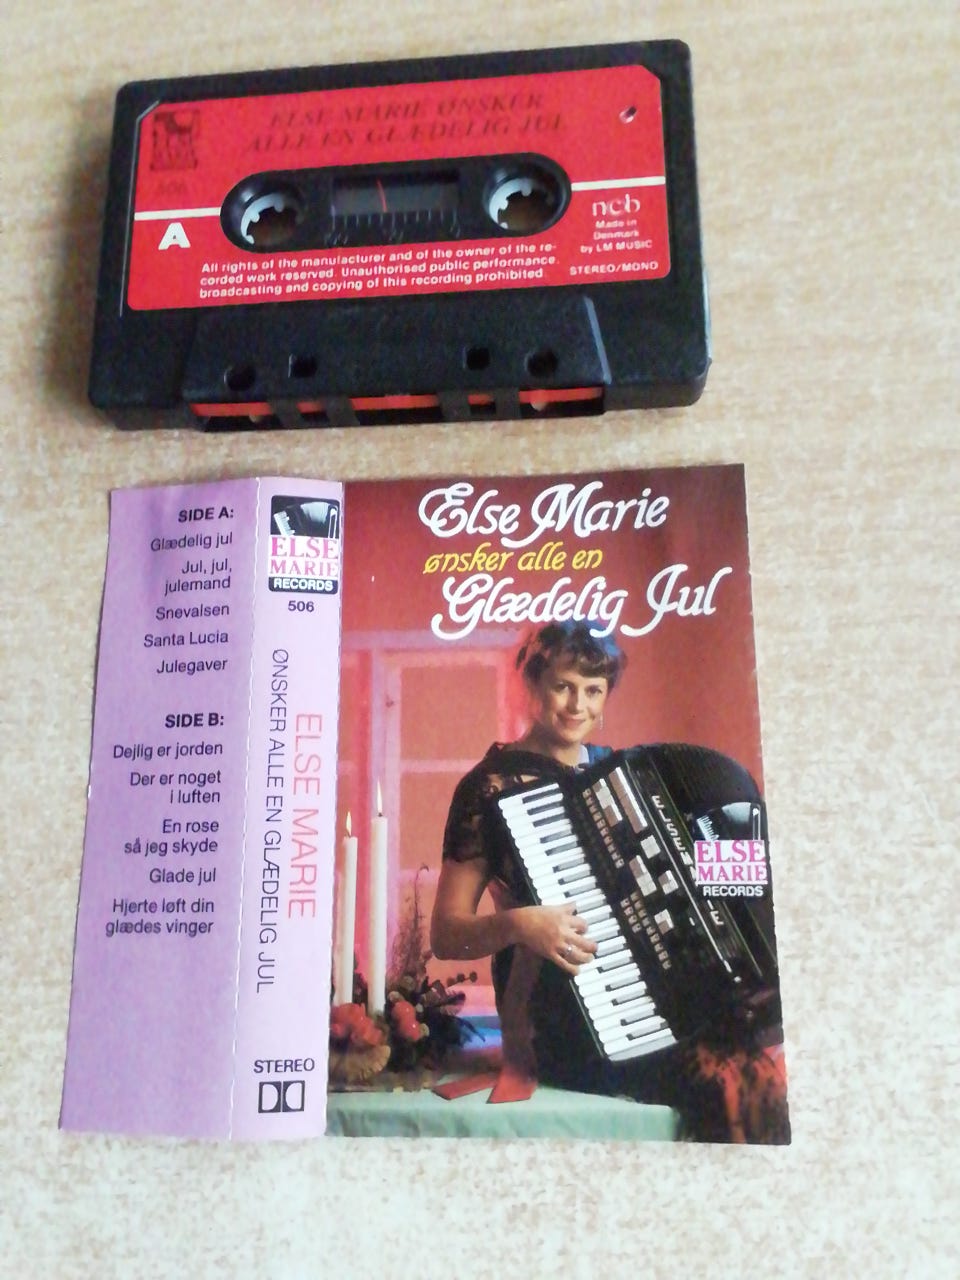 ELSE MARIE ØNSKER
ALLE EN GLÆDELIG JUL
ELSE
MARIE
506
A
ncb
Made in
Denmark
by LM MUSIC
STEREO/MONO
All rights of the manufacturer and of the owner of the re-
corded work reserved. Unauthorised public performance.
broadcasting and copying of this recording prohibited
SIDE A:
Glædelig jul
Jul, jul,
julemand
Snevalsen
Santa Lucia
Julegaver
SIDE B:
Dejlig er jorden
Der er noget
i luften
En rose
så jeg skyde
Glade jul
Hjerte løft din
glædes vinger
ELSE
MARIE
RECORDS
506
ELSE MARIE
ØNSKER ALLE EN GLÆDELIG JUL
STEREO
Else Marie
ønsker alle en
Glædelig Jul
ELSE
MARIE
RECORDS